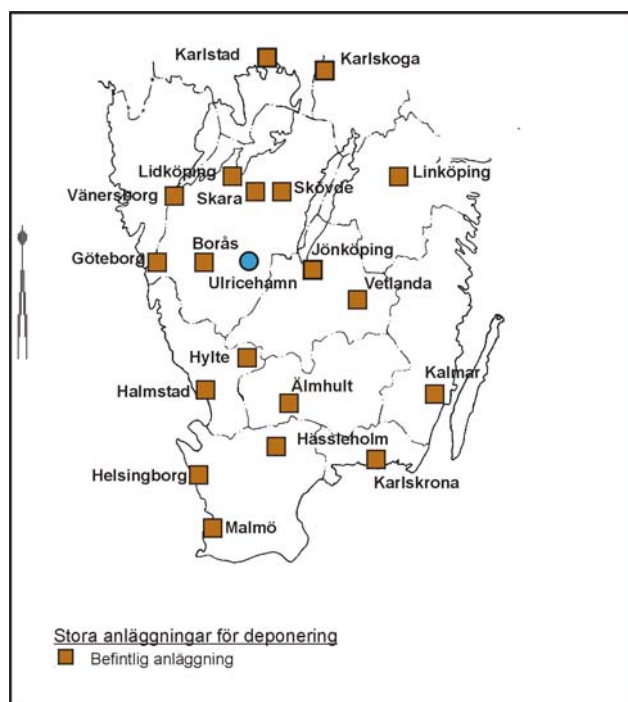 Karlstad
Karlskoga
Lidköping
Linköping
Vänersborg
Skara
Skövde
Göteborg
Borås
Jönköping
Ulricehamn
Vetlanda
Hylte
Halmstad
Älmhult
Kalmar
Hässleholm
Helsingborg
Karlskrona
Malmö
Stora anläggningar för deponering
Befintlig anläggning